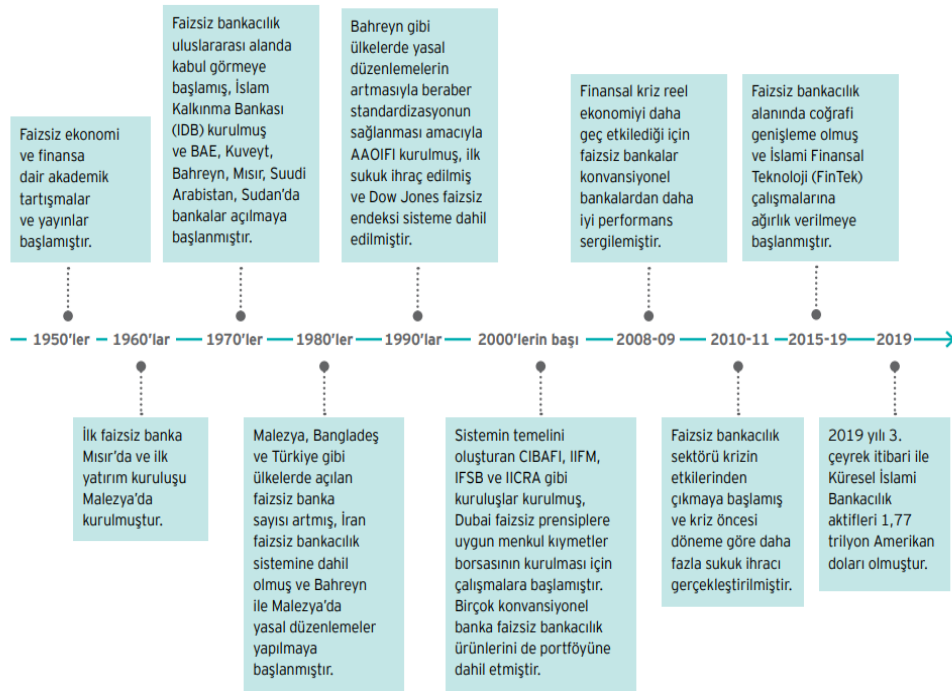 Faizsiz ekonomi
ve finansa
dair akademik
tartışmalar
ve yayınlar
başlamıştır.
Faizsiz bankacılık
uluslararası alanda
kabul görmeye
başlamış, İslam
Kalkınma Bankası
(IDB) kurulmuş
ve BAE, Kuveyt,
Bahreyn, Mısır, Suudi
Arabistan, Sudan’da
bankalar açılmaya
başlanmıştır.
Bahreyn gibi
ülkelerde yasal
düzenlemelerin
artmasıyla beraber
standardizasyonun
sağlanması amacıyla
AAOIFI kurulmuş, ilk
sukuk ihraç edilmiş
ve Dow Jones faizsiz
endeksi sisteme dahil
edilmiştir.
Finansal kriz reel
ekonomiyi daha
geç etkilediği için
faizsiz bankalar
konvansiyonel
bankalardan daha
iyi performans
sergilemiştir.
Faizsiz bankacılık
alanında coğrafi
genişleme olmuş
ve İslami Finansal
Teknoloji (FinTek)
çalışmalarına
ağırlık verilmeye
başlanmıştır.
1950’ler 1960’lar 1970’ler 1980’ler 1990’lar 2000’lerin başı 2008-09 2010-11 2015-19 2019
İlk faizsiz banka
Mısır’da ve ilk
yatırım kuruluşu
Malezya’da
kurulmuştur.
Malezya, Bangladeş
ve Türkiye gibi
ülkelerde açılan
faizsiz banka
sayısı artmış, İran
faizsiz bankacılık
sistemine dahil
olmuş ve Bahreyn
ile Malezya’da
yasal düzenlemeler
yapılmaya
başlanmıştır.
Sistemin temelini
oluşturan CIBAFI, IIFM,
IFSB ve IICRA gibi
kuruluşlar kurulmuş,
Dubai faizsiz prensiplere
uygun menkul kıymetler
borsasının kurulması için
çalışmalara başlamıştır.
Birçok konvansiyonel
banka faizsiz bankacılık
ürünlerini de portföyüne
dahil etmiştir.
Faizsiz bankacılık
sektörü krizin
etkilerinden
çıkmaya başlamış
ve kriz öncesi
döneme göre daha
fazla sukuk ihracı
gerçekleştirilmiştir.
2019 yılı 3.
çeyrek itibari ile
Küresel İslami
Bankacılık
aktifleri 1,77
trilyon Amerikan
doları olmuştur.